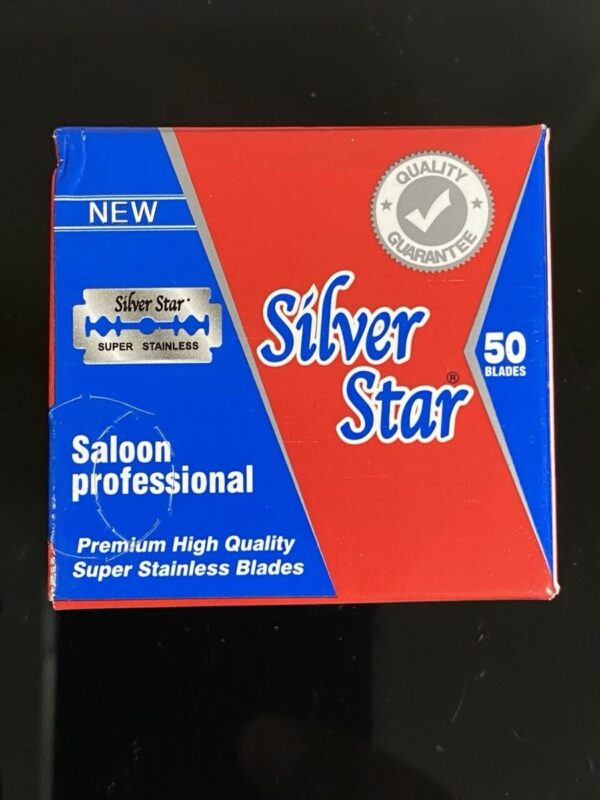 NEW
Silver Star
SUPER STAINLESS
Saloon
professional
Premium High Quality
Super Stainless Blades
QUALITY
GUARANTEE
Silver
Star®
50
BLADES